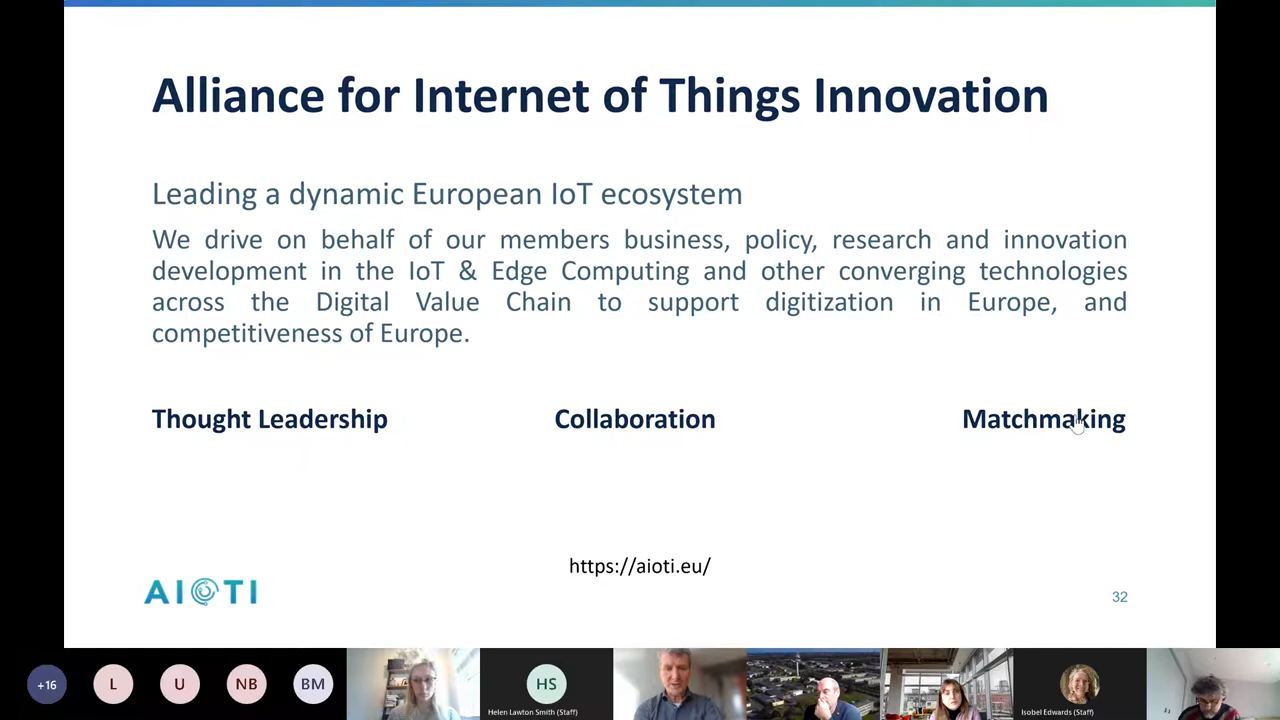 Alliance for Internet of Things Innovation
Leading a dynamic European IoT ecosystem
We drive on behalf of our members business, policy, research and innovation
development in the IoT & Edge Computing and other converging technologies
across the Digital Value Chain to support digitization in Europe, and
competitiveness of Europe.
Thought Leadership Collaboration Matchmaking
https://aioti.eu/
AIOTI
32
+16 L U NB BM HS
Helen Lawton Smith (Staff) Isobel Edwards (Staff)